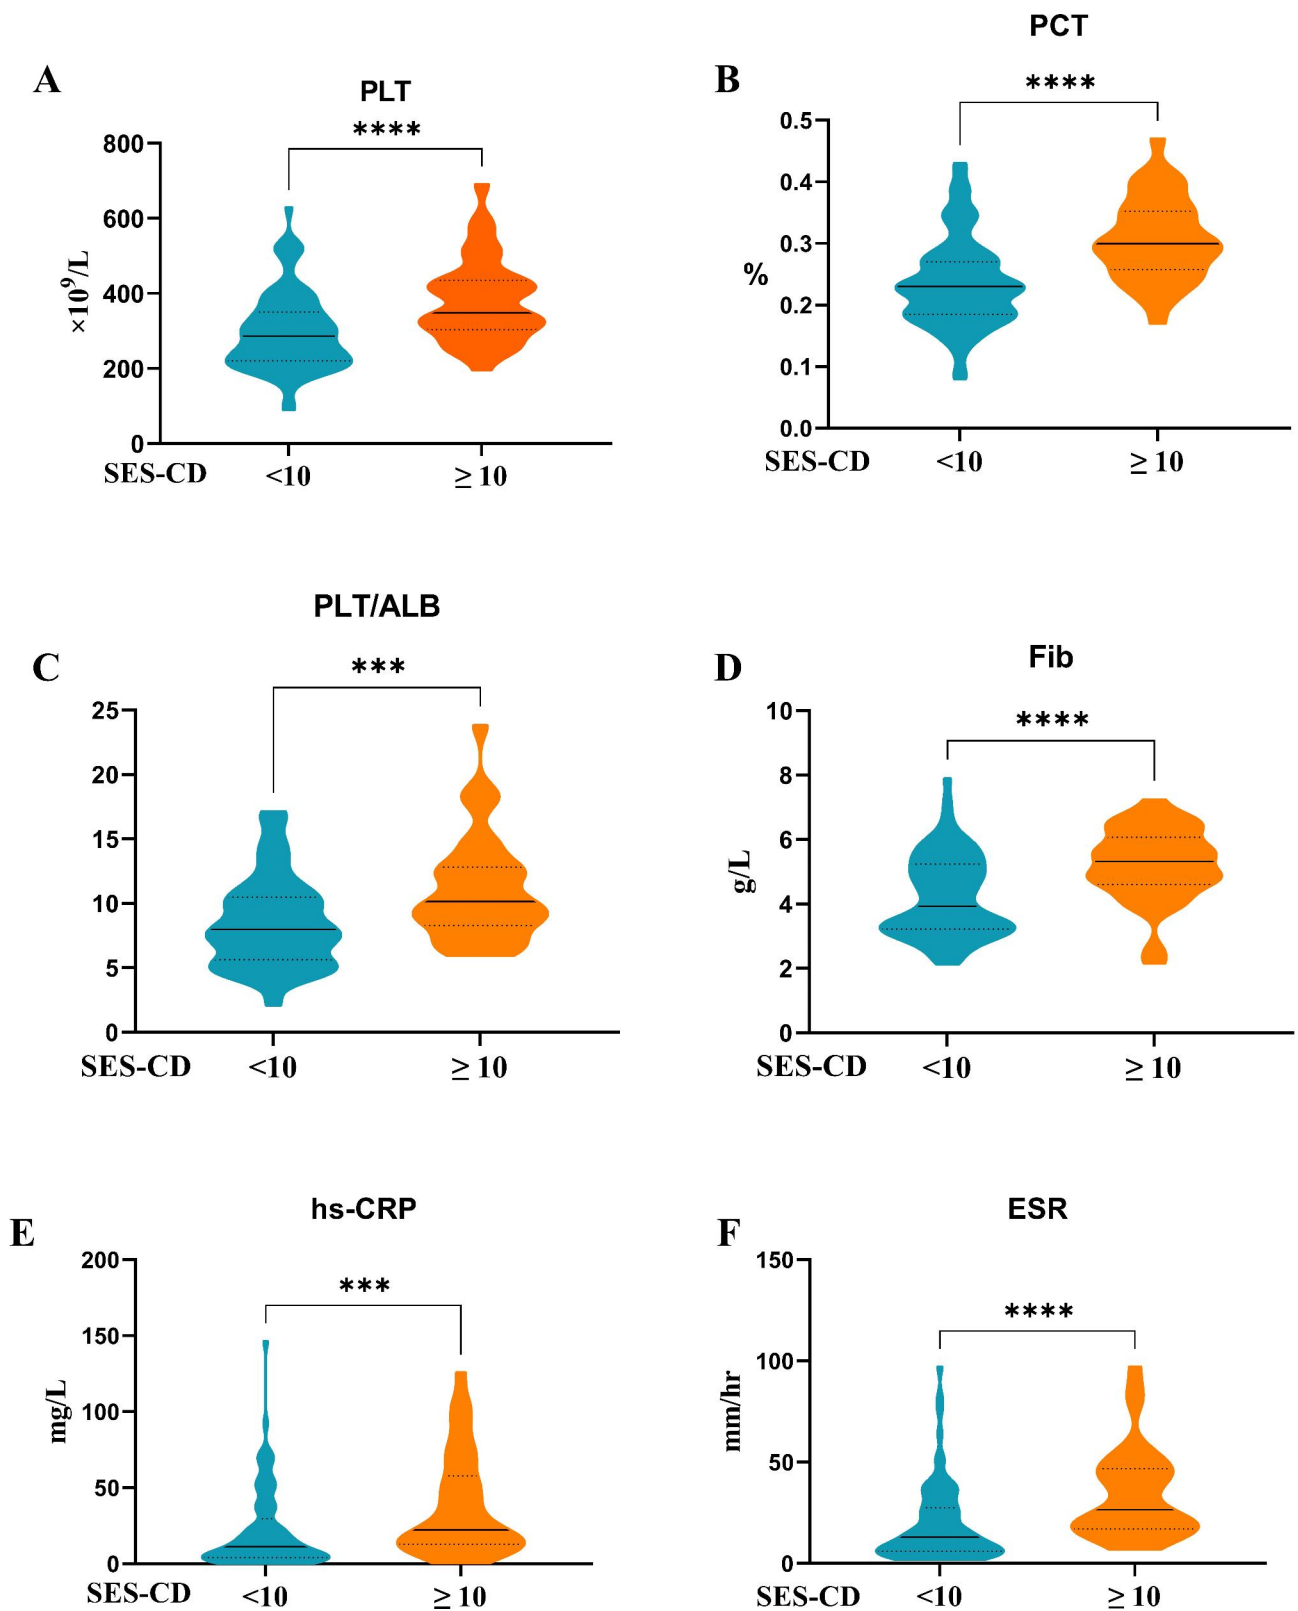 A
PLT
****
×10⁹/L
800
600
400
200
0
SES-CD
<10
≥ 10
B
PCT
****
%
0.5
0.4
0.3
0.2
0.1
0.0
SES-CD
<10
≥ 10
C
PLT/ALB
***
25
20
15
10
5
0
SES-CD
<10
≥ 10
D
Fib
****
g/L
10
8
6
4
2
0
SES-CD
<10
≥ 10
E
hs-CRP
***
mg/L
200
150
100
50
0
SES-CD
<10
≥ 10
F
ESR
****
mm/hr
150
100
50
0
SES-CD
<10
≥ 10